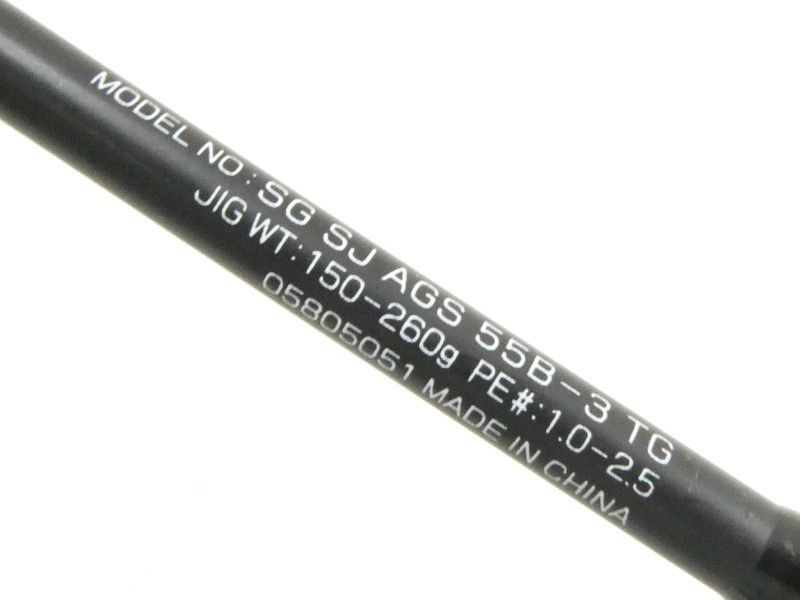 MODEL NO:SG SJ AGS 55B-3 TG
JIG WT:150-260g PE#:1.0-2.5
05805051 MADE IN CHINA